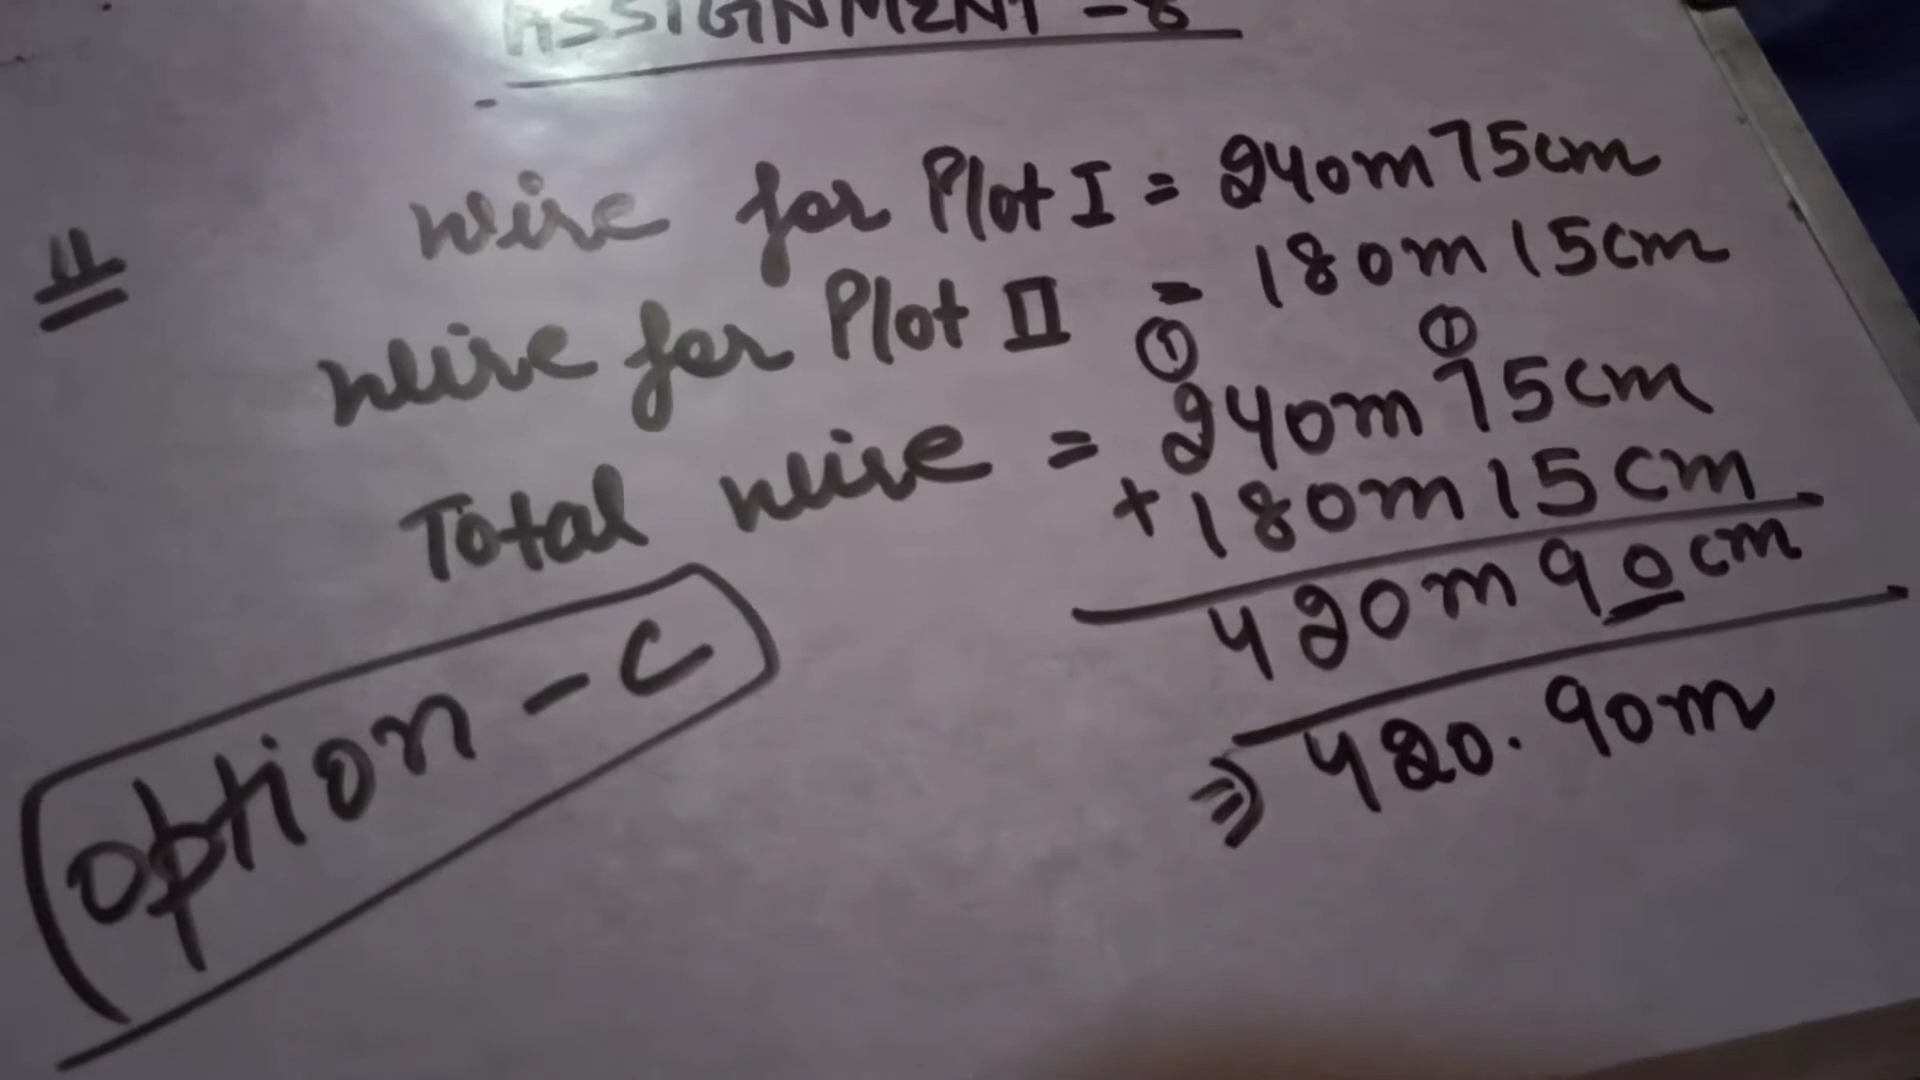 ASSIGNMENT - 8
11 Wire for Plot I = 240m 75cm
Wire for Plot II = 180m 15cm
① ①
Total wire = 240m 75cm
+ 180m 15cm
420m 90cm
⇒ 420.90m
option - C